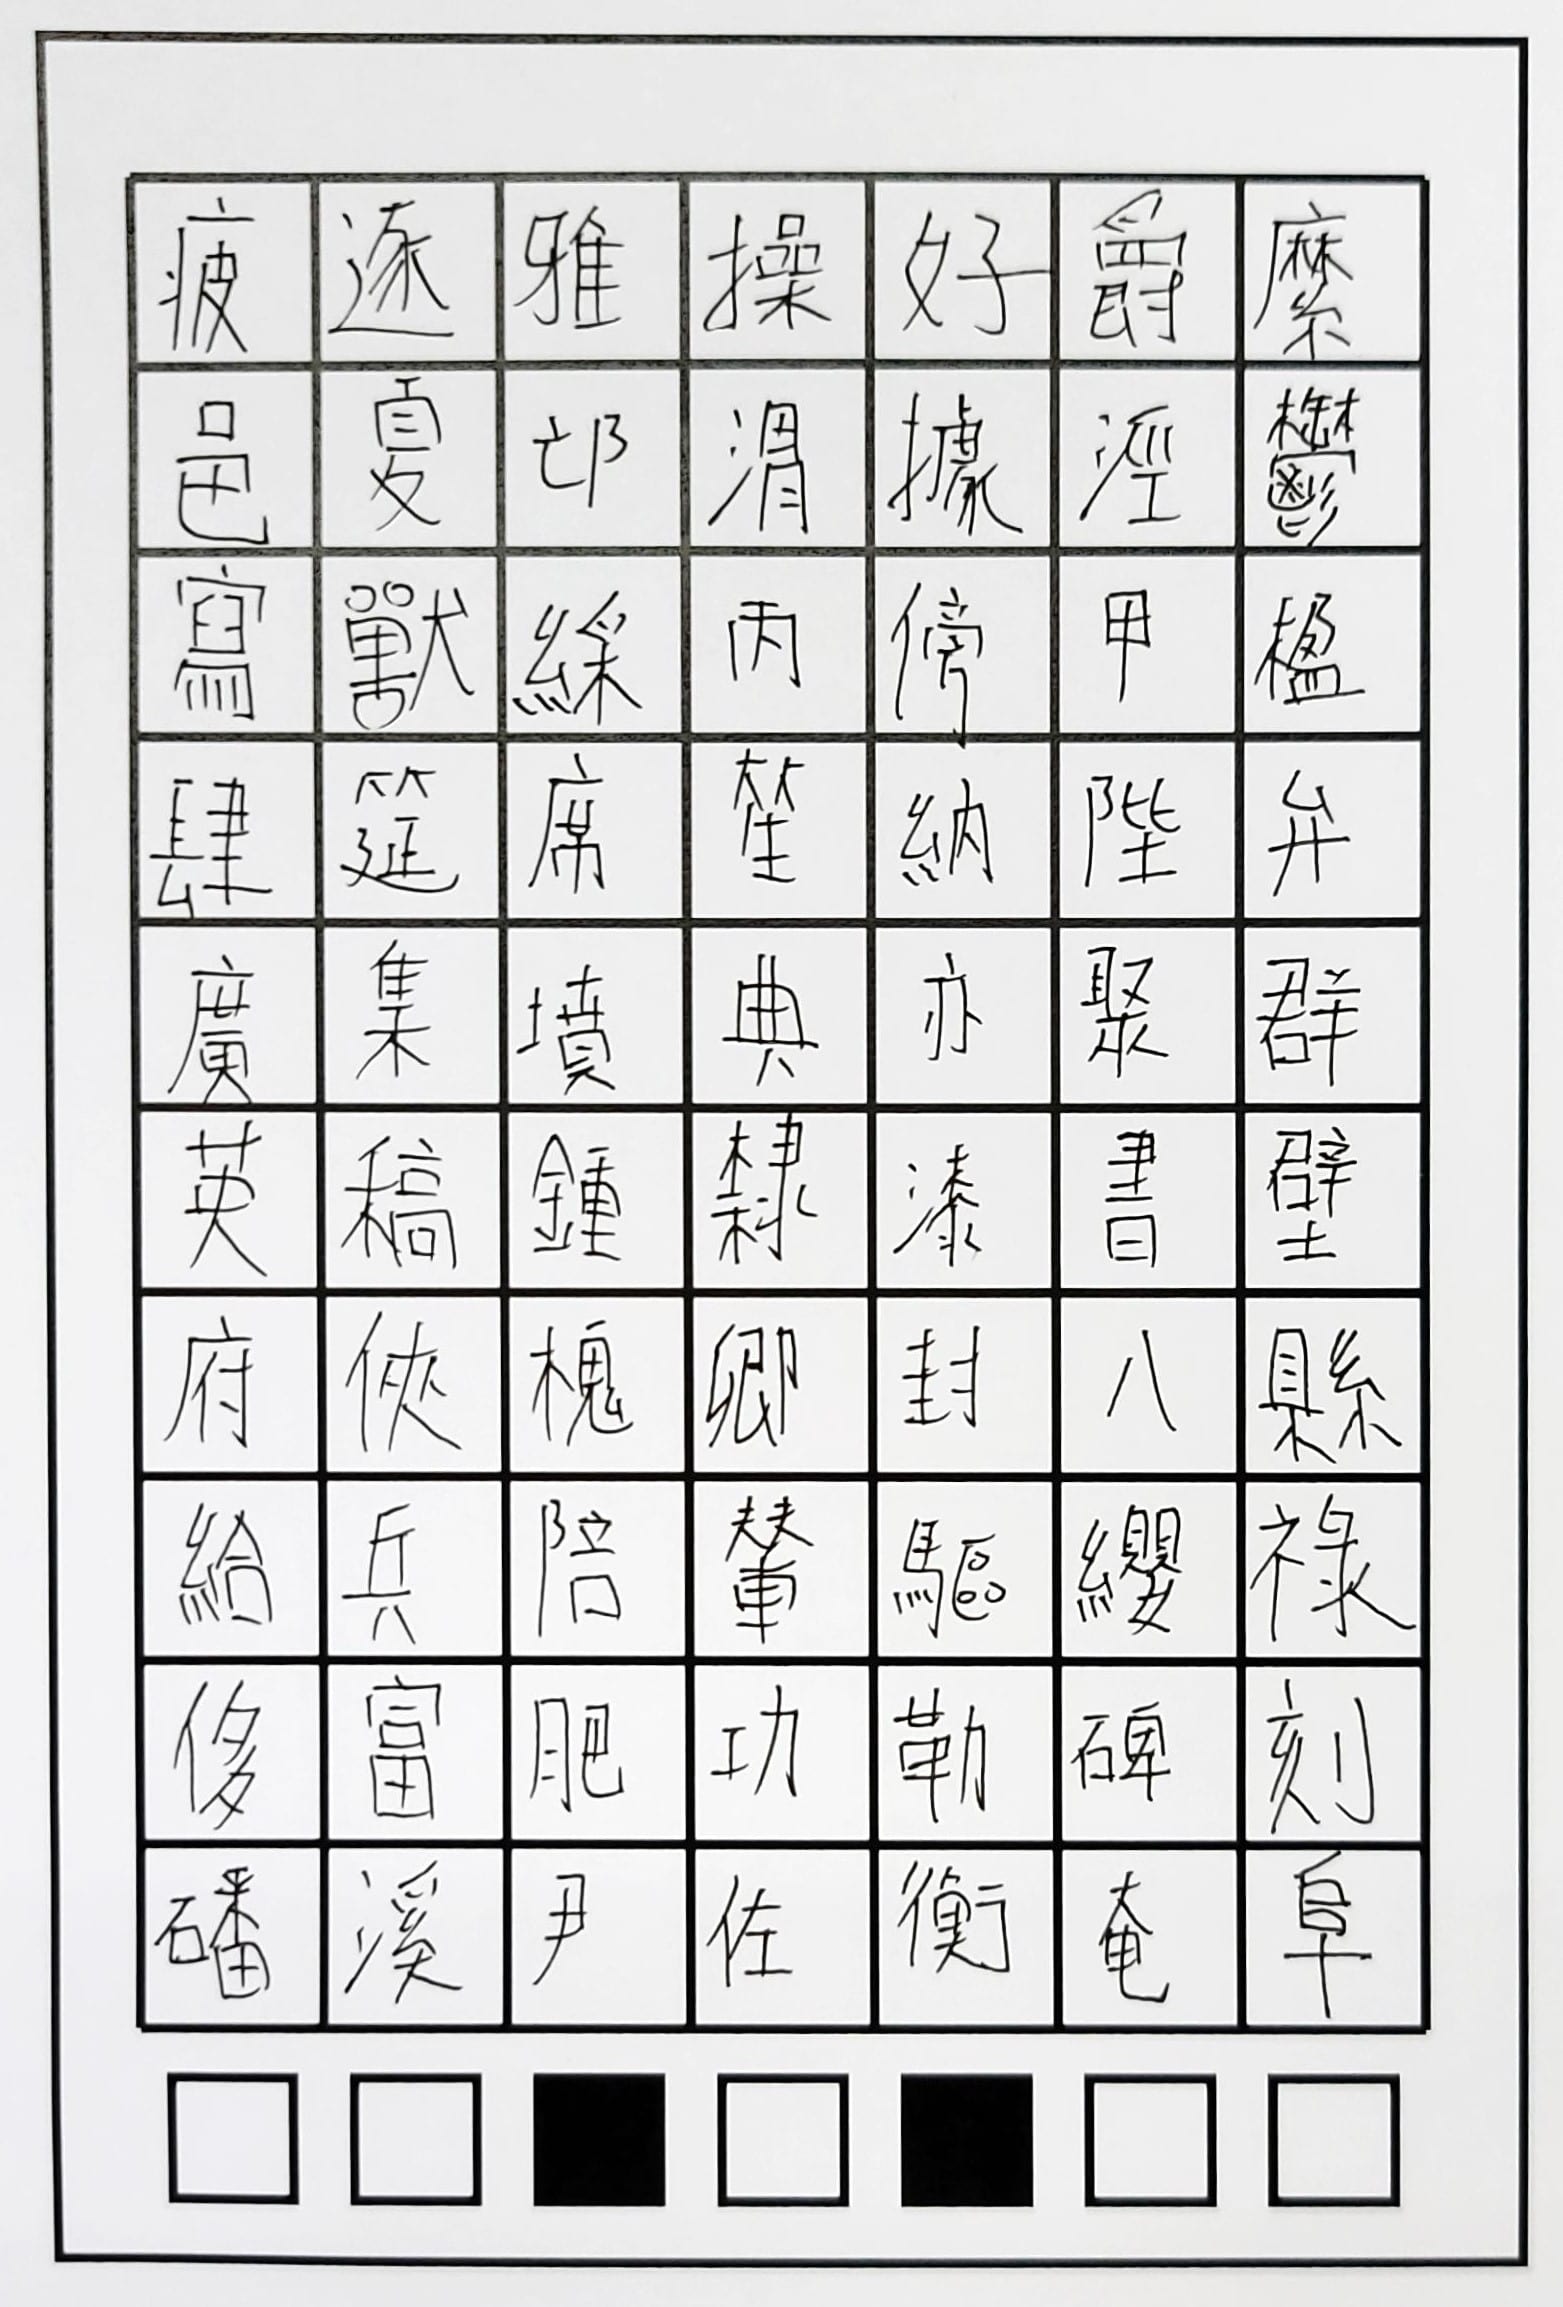 疲逐雅操好爵縻
邑夏邙滑據涇鬱
寫獸綵丙傍甲楹
肆筵席笙納陛弁
廣集墳典亦聚群
英稿鍾隸漆書壁
府俠槐卿封八縣
給兵陪輦驅纓祿
侈富肥功勒碑刻
磻溪尹佐衡奄阜